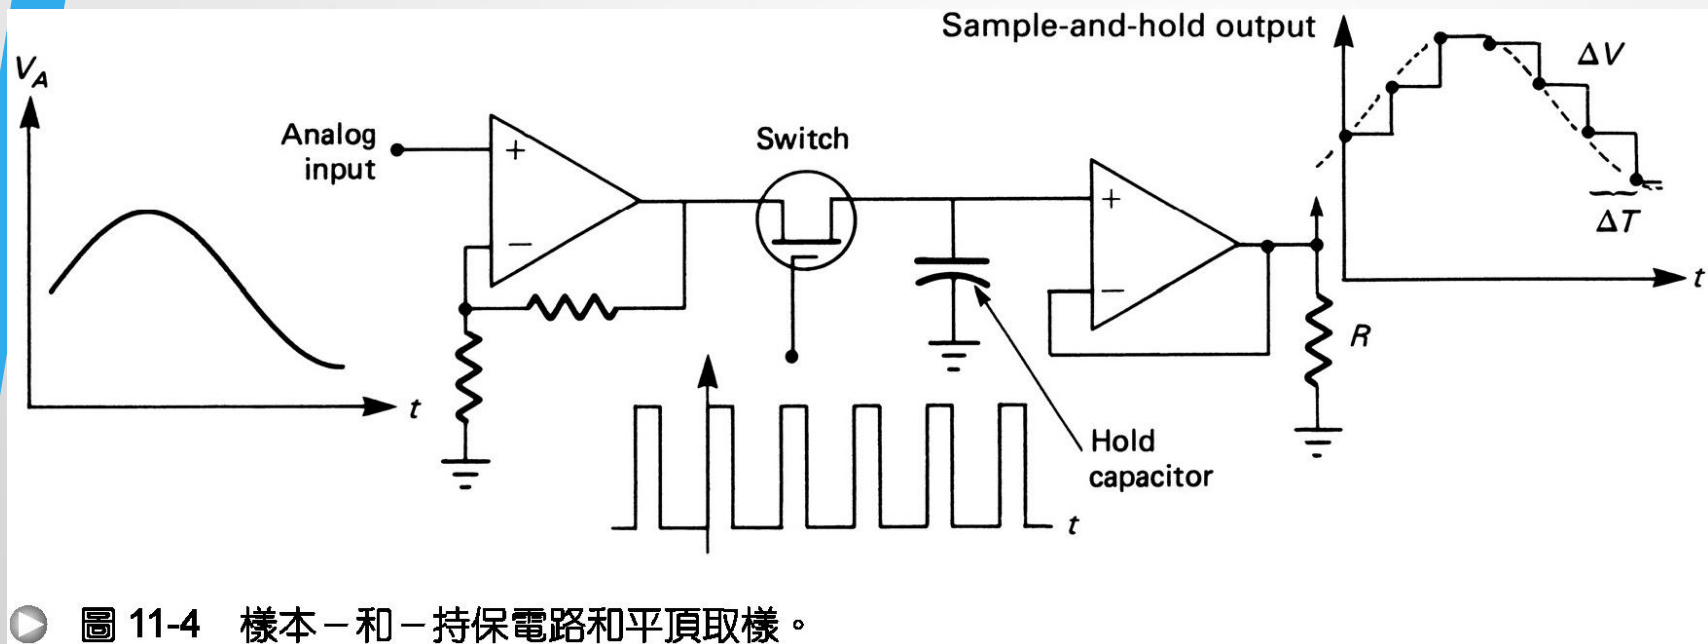 Sample-and-hold output
V_A
Analog
input
+
−
Switch
+
−
ΔV
ΔT
t
R
t
Hold
capacitor
t
圖 11-4 樣本－和－持保電路和平頂取樣。